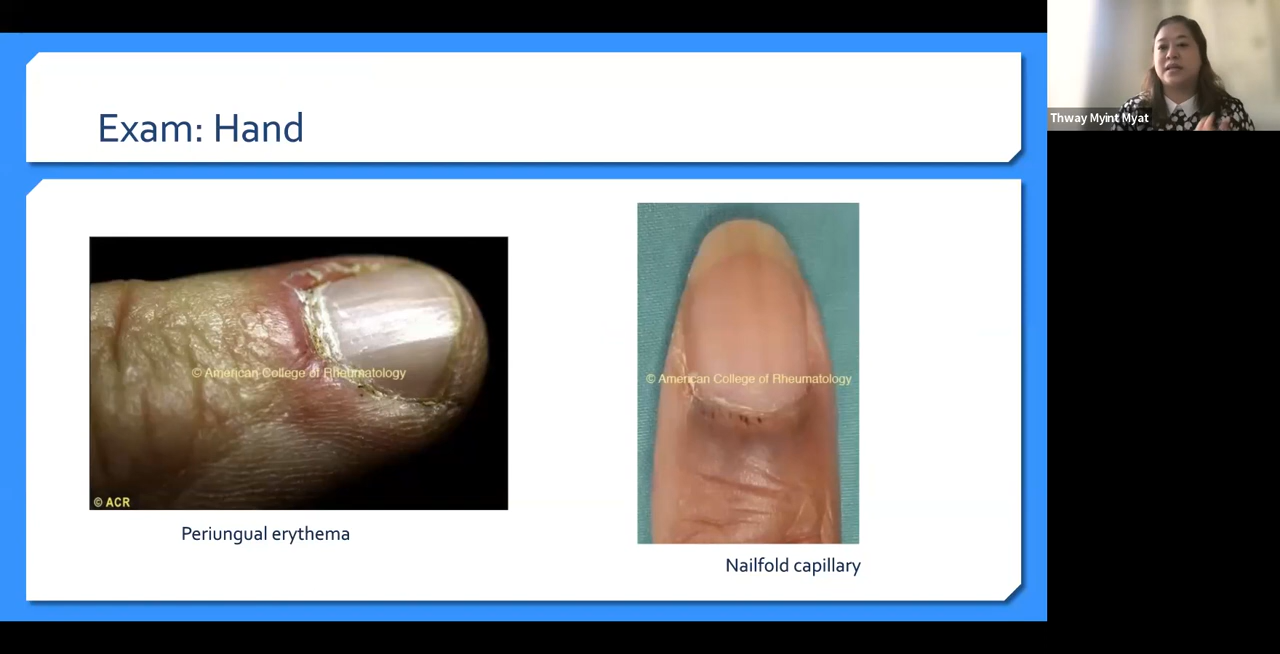 Exam: Hand
Thway Myint Myat
© American College of Rheumatology
© ACR
Periungual erythema
© American College of Rheumatology
Nailfold capillary